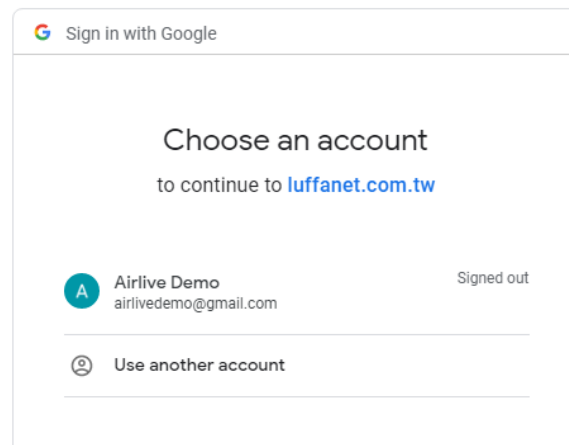 Sign in with Google
Choose an account
to continue to luffanet.com.tw
A
Airlive Demo
Signed out
airlivedemo@gmail.com
Use another account